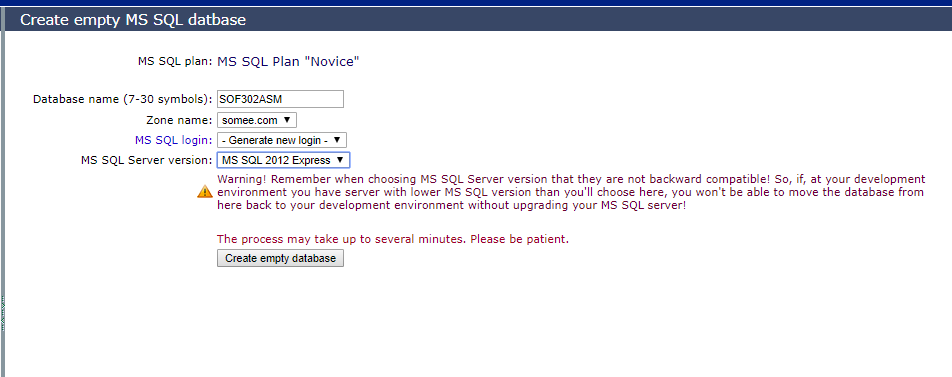 Create empty MS SQL datbase
MS SQL plan: MS SQL Plan "Novice"
Database name (7-30 symbols): SOF302ASM
Zone name: somee.com
MS SQL login: - Generate new login -
MS SQL Server version: MS SQL 2012 Express
Warning! Remember when choosing MS SQL Server version that they are not backward compatible! So, if, at your development
environment you have server with lower MS SQL version than you'll choose here, you won't be able to move the database from
here back to your development environment without upgrading your MS SQL server!
The process may take up to several minutes. Please be patient.
Create empty database